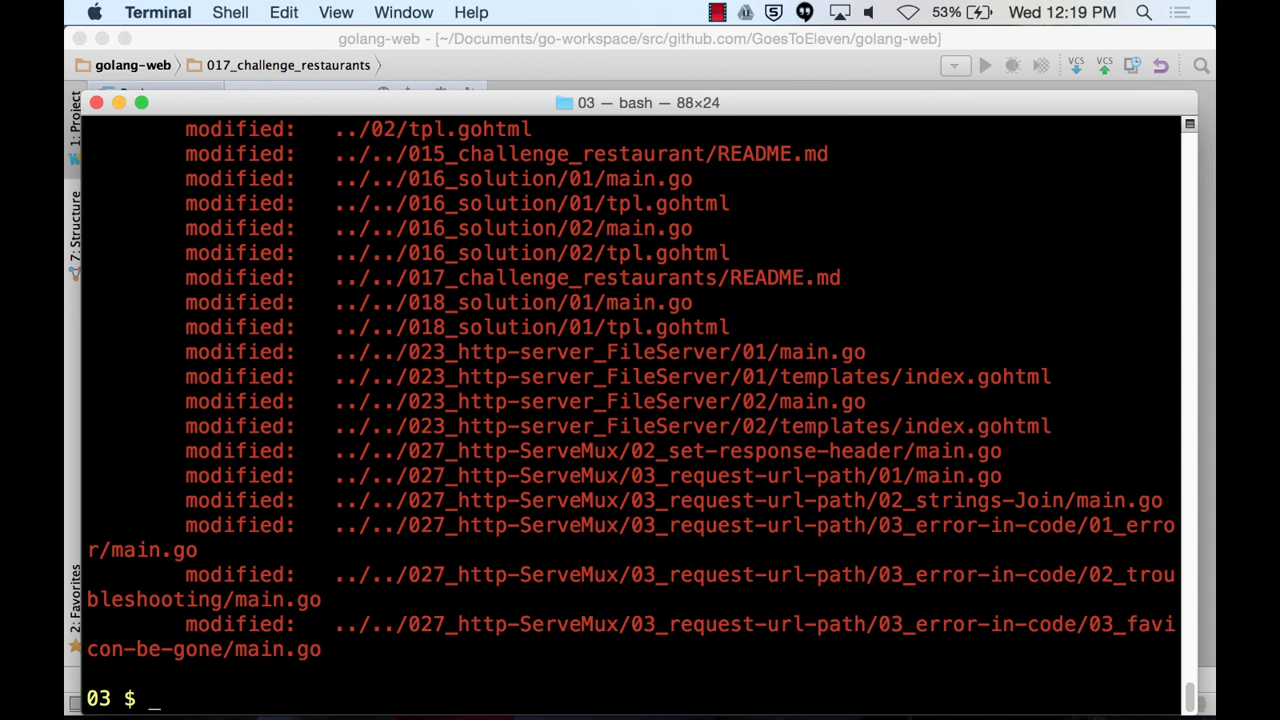 Terminal Shell Edit View Window Help 53% Wed 12:19 PM
golang-web - [~/Documents/go-workspace/src/github.com/GoesToEleven/golang-web]
golang-web 017_challenge_restaurants
03 — bash — 88×24
1: Project
7: Structure
2: Favorites
modified: ../02/tpl.gohtml
modified: ../../015_challenge_restaurant/README.md
modified: ../../016_solution/01/main.go
modified: ../../016_solution/01/tpl.gohtml
modified: ../../016_solution/02/main.go
modified: ../../016_solution/02/tpl.gohtml
modified: ../../017_challenge_restaurants/README.md
modified: ../../018_solution/01/main.go
modified: ../../018_solution/01/tpl.gohtml
modified: ../../023_http-server_FileServer/01/main.go
modified: ../../023_http-server_FileServer/01/templates/index.gohtml
modified: ../../023_http-server_FileServer/02/main.go
modified: ../../023_http-server_FileServer/02/templates/index.gohtml
modified: ../../027_http-ServeMux/02_set-response-header/main.go
modified: ../../027_http-ServeMux/03_request-url-path/01/main.go
modified: ../../027_http-ServeMux/03_request-url-path/02_strings-Join/main.go
modified: ../../027_http-ServeMux/03_request-url-path/03_error-in-code/01_erro
r/main.go
modified: ../../027_http-ServeMux/03_request-url-path/03_error-in-code/02_trou
bleshooting/main.go
modified: ../../027_http-ServeMux/03_request-url-path/03_error-in-code/03_favi
con-be-gone/main.go
03 $ _